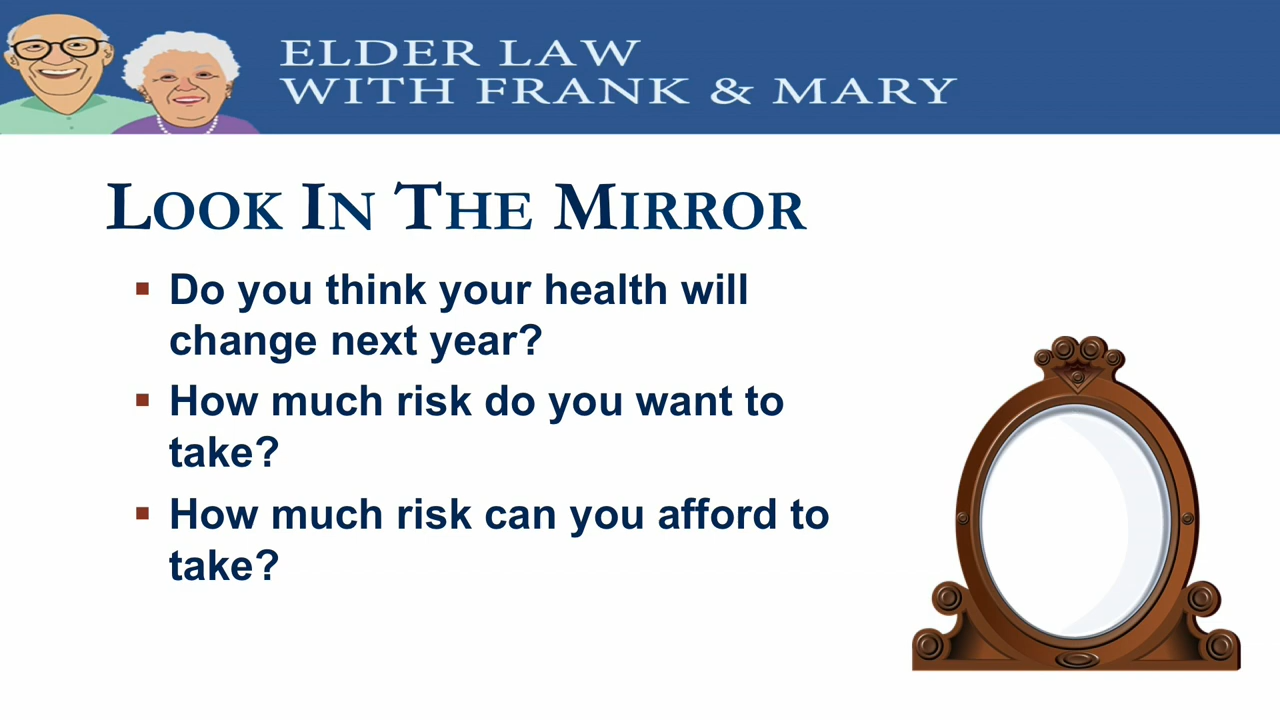 ELDER LAW
WITH FRANK & MARY
LOOK IN THE MIRROR
Do you think your health will
change next year?
How much risk do you want to
take?
How much risk can you afford to
take?